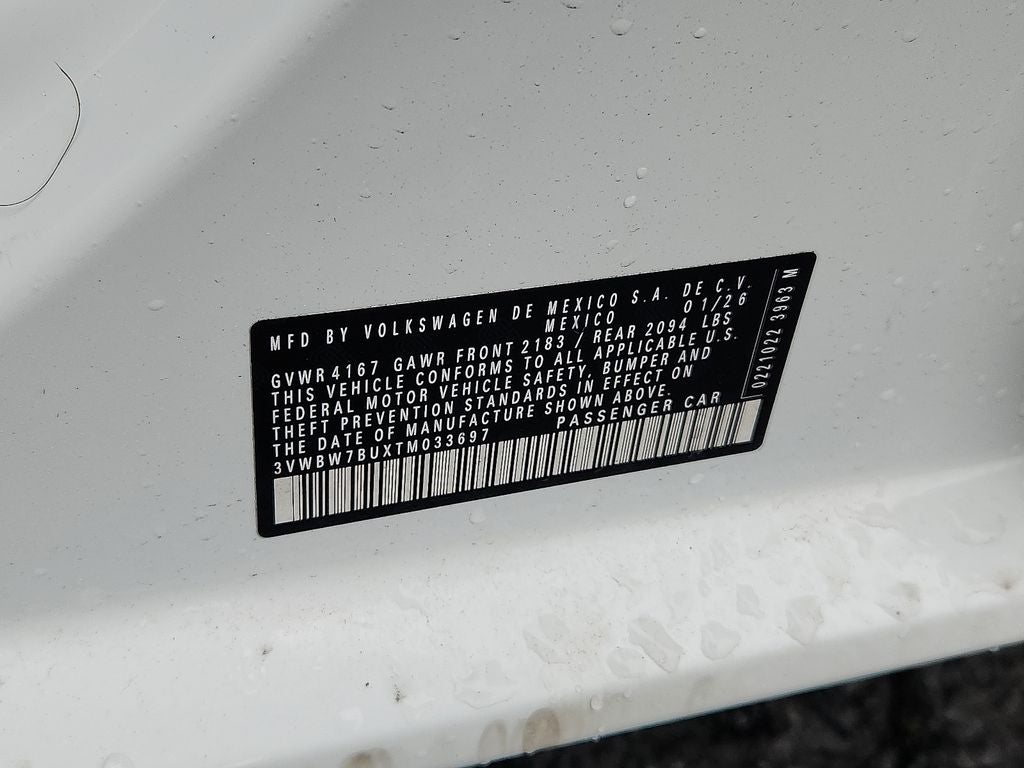 MFD BY VOLKSWAGEN DE MEXICO S.A. DE C.V.
MEXICO 01/26
GVWR 4167 GAWR FRONT 2183 / REAR 2094 LBS
THIS VEHICLE CONFORMS TO ALL APPLICABLE U.S.
FEDERAL MOTOR VEHICLE SAFETY, BUMPER AND
THEFT PREVENTION STANDARDS IN EFFECT ON
THE DATE OF MANUFACTURE SHOWN ABOVE.
3VWBW7BUXTM033697 PASSENGER CAR
0221022 3963 M